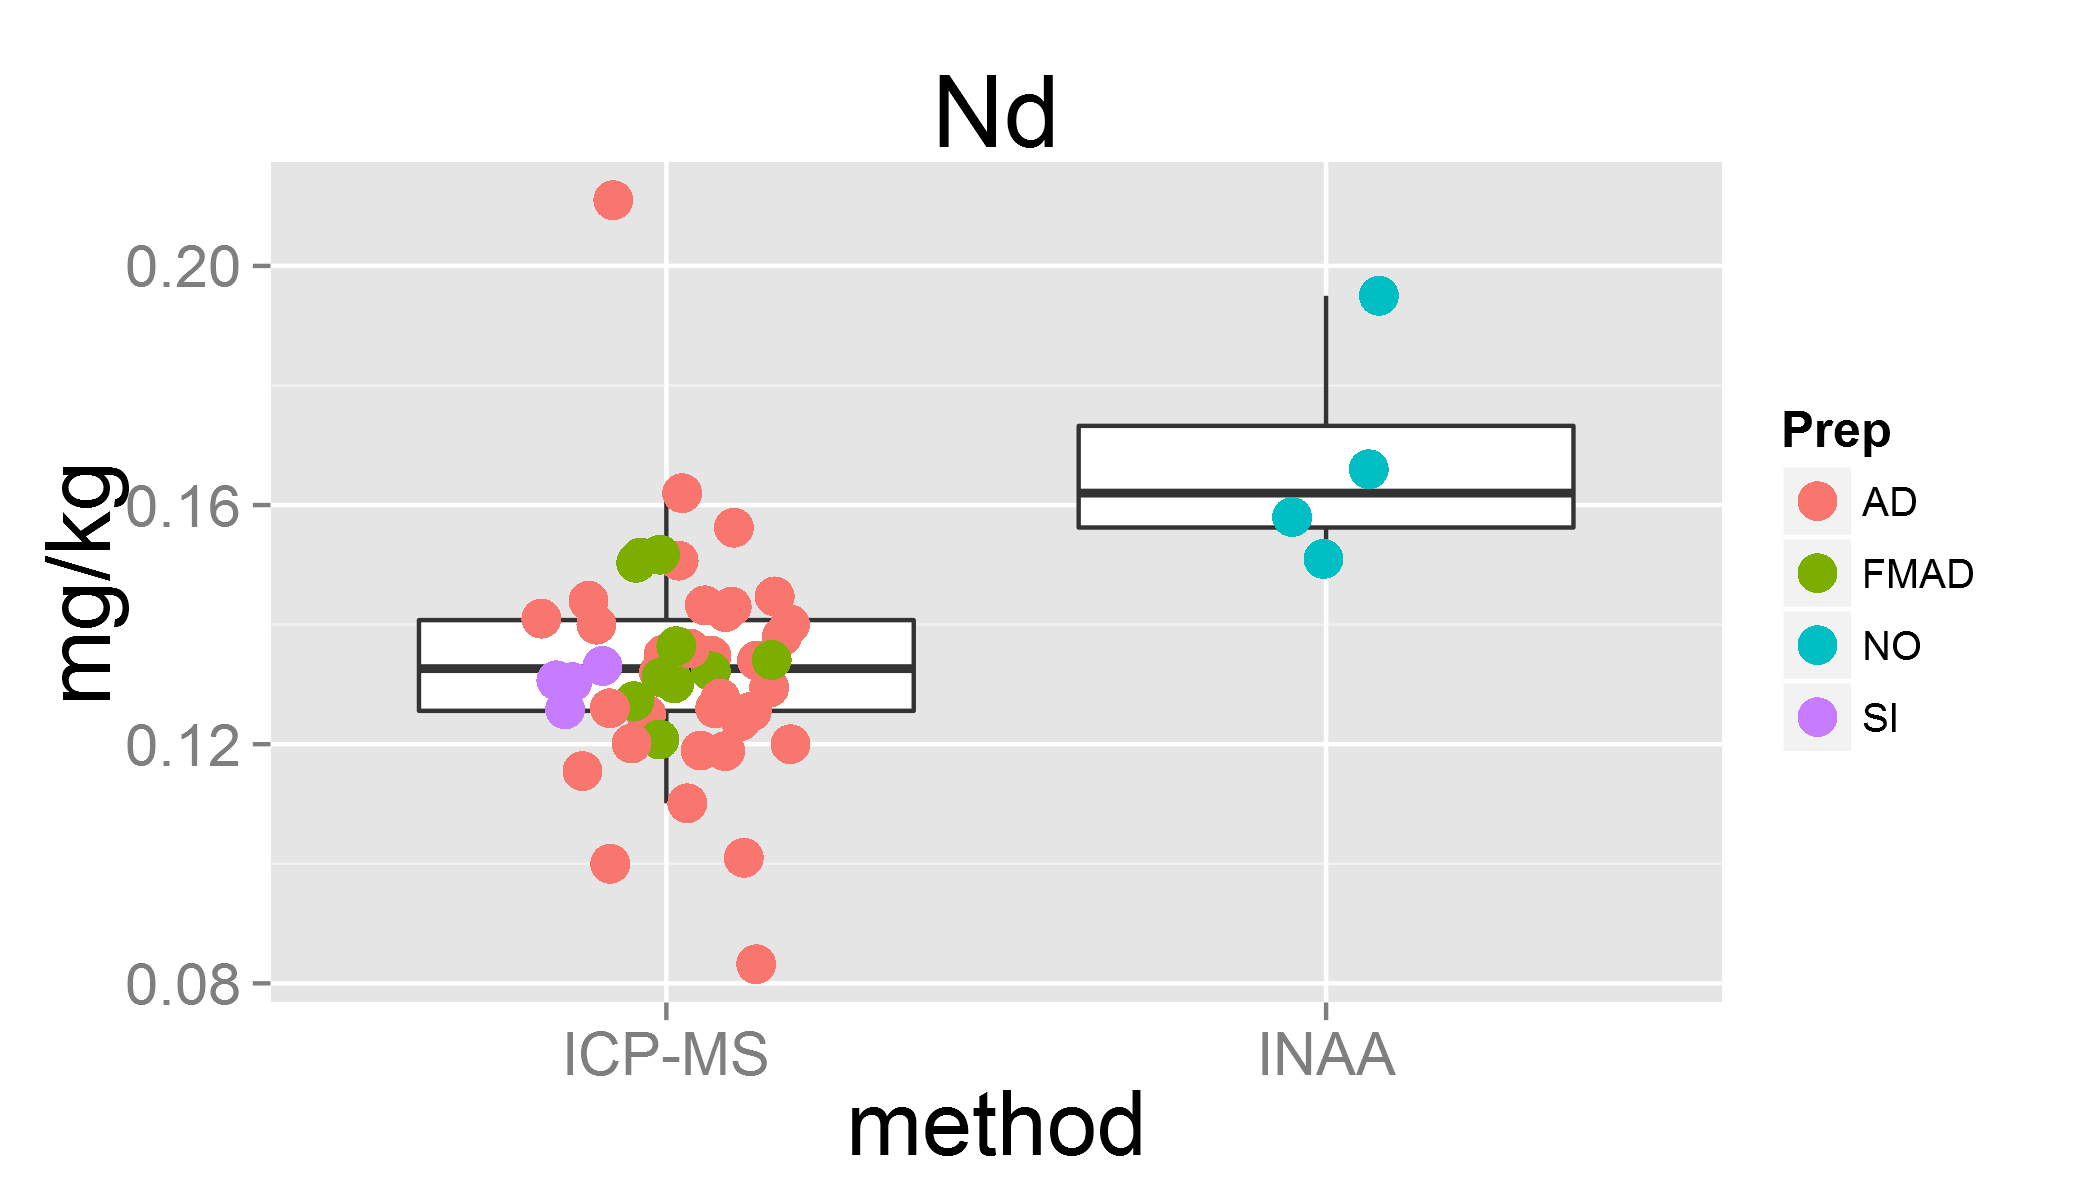 Nd
mg/kg
0.20
0.16
0.12
0.08
ICP-MS
INAA
method
Prep
AD
FMAD
NO
SI